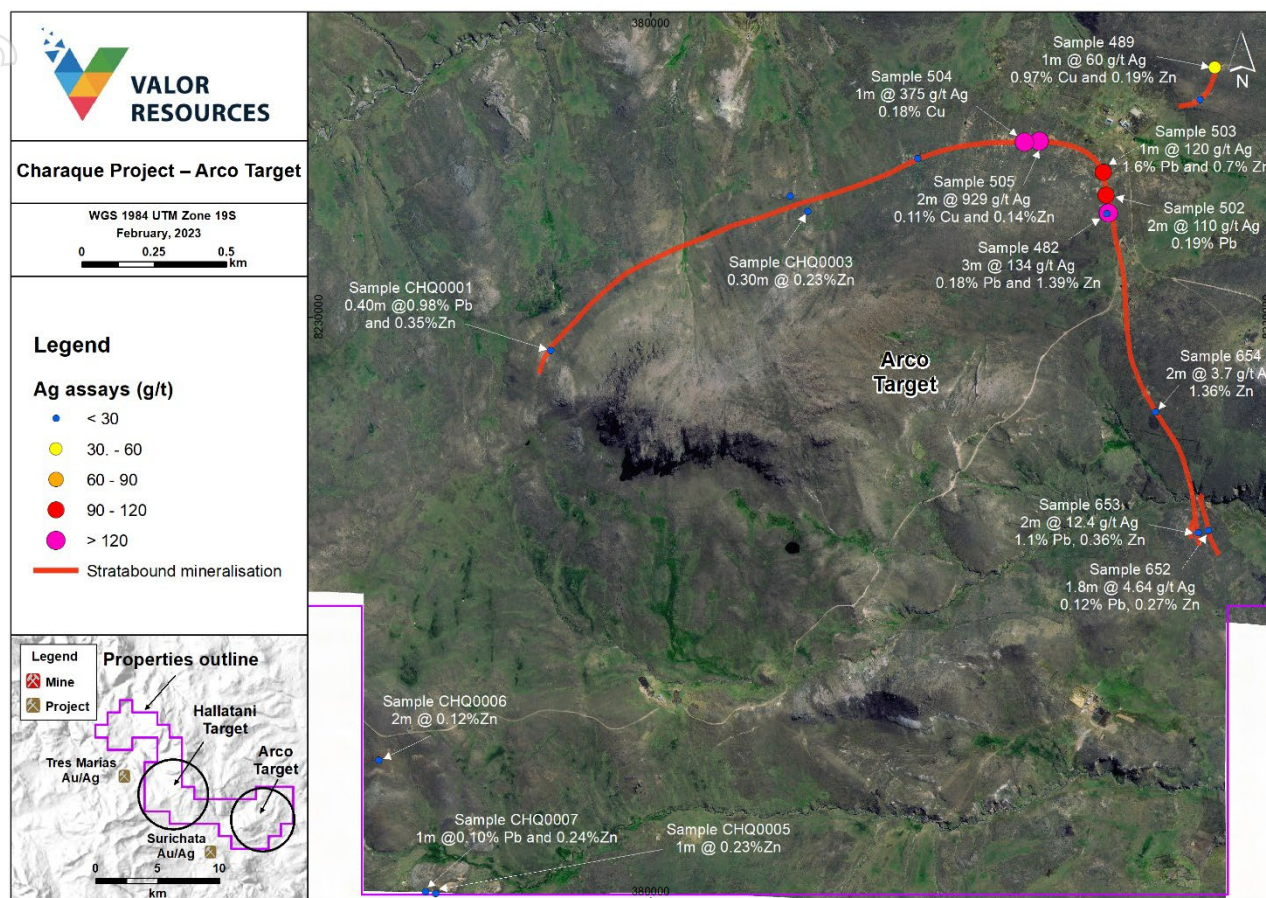 VALOR
RESOURCES
Charaque Project – Arco Target
WGS 1984 UTM Zone 19S
February, 2023
0 0.25 0.5
km
Legend
Ag assays (g/t)
< 30
30. - 60
60 - 90
90 - 120
> 120
Stratabound mineralisation
Legend
Mine
Project
Properties outline
Hallatani
Target
Arco
Target
Tres Marias
Au/Ag
Surichata
Au/Ag
0 5 10
km
380000
8230000
N
Sample 489
1m @ 60 g/t Ag
0.97% Cu and 0.19% Zn
Sample 504
1m @ 375 g/t Ag
0.18% Cu
Sample 503
1m @ 120 g/t Ag
1.6% Pb and 0.7% Zn
Sample 505
2m @ 929 g/t Ag
0.11% Cu and 0.14%Zn
Sample 502
2m @ 110 g/t Ag
0.19% Pb
Sample 482
3m @ 134 g/t Ag
0.18% Pb and 1.39% Zn
Sample CHQ0003
0.30m @ 0.23%Zn
Sample CHQ0001
0.40m @0.98% Pb
and 0.35%Zn
Arco
Target
Sample 654
2m @ 3.7 g/t A
1.36% Zn
Sample 653
2m @ 12.4 g/t Ag
1.1% Pb, 0.36% Zn
Sample 652
1.8m @ 4.64 g/t Ag
0.12% Pb, 0.27% Zn
Sample CHQ0006
2m @ 0.12%Zn
Sample CHQ0007
1m @0.10% Pb and 0.24%Zn
Sample CHQ0005
1m @ 0.23%Zn
380000